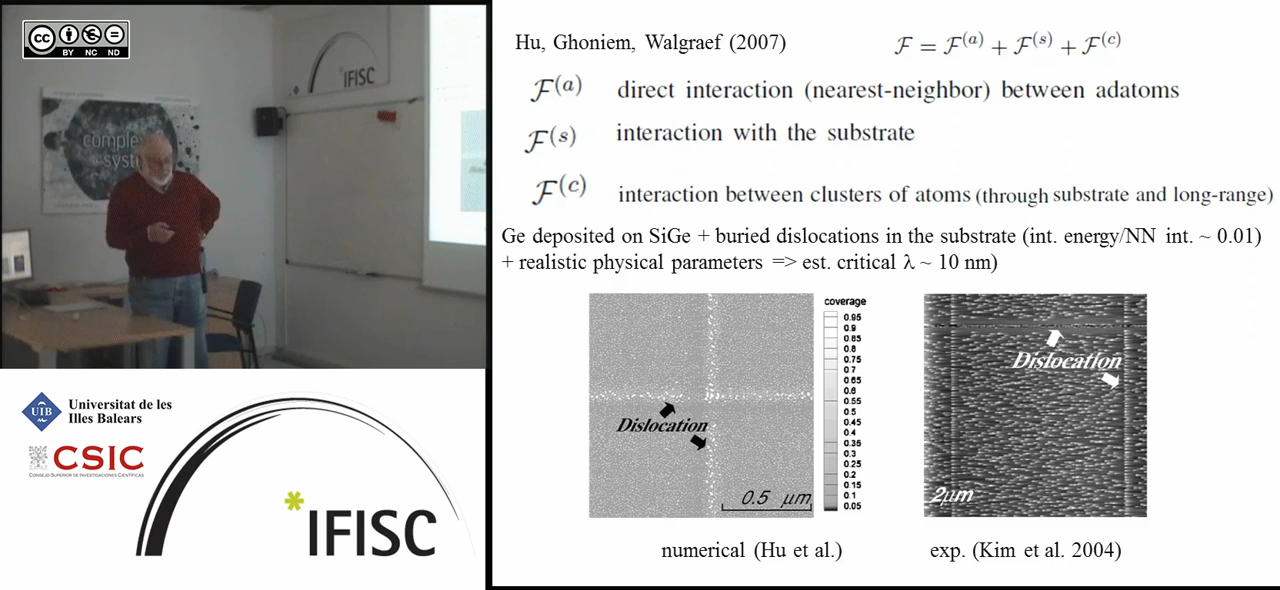 cc
BY NC ND
IFISC
complex
syst
Hu, Ghoniem, Walgraef (2007)
ℱ = ℱ^(a) + ℱ^(s) + ℱ^(c)
ℱ^(a) direct interaction (nearest-neighbor) between adatoms
ℱ^(s) interaction with the substrate
ℱ^(c) interaction between clusters of atoms (through substrate and long-range)
Ge deposited on SiGe + buried dislocations in the substrate (int. energy/NN int. ~ 0.01)
+ realistic physical parameters => est. critical λ ~ 10 nm)
Dislocation
0.5 μm
coverage
0.95
0.9
0.85
0.8
0.75
0.7
0.65
0.6
0.55
0.5
0.45
0.4
0.35
0.3
0.25
0.2
0.15
0.1
0.05
Dislocation
2μm
numerical (Hu et al.)
exp. (Kim et al. 2004)
UIB
Universitat de les
Illes Balears
CSIC
CONSEJO SUPERIOR DE INVESTIGACIONES CIENTÍFICAS
*IFISC